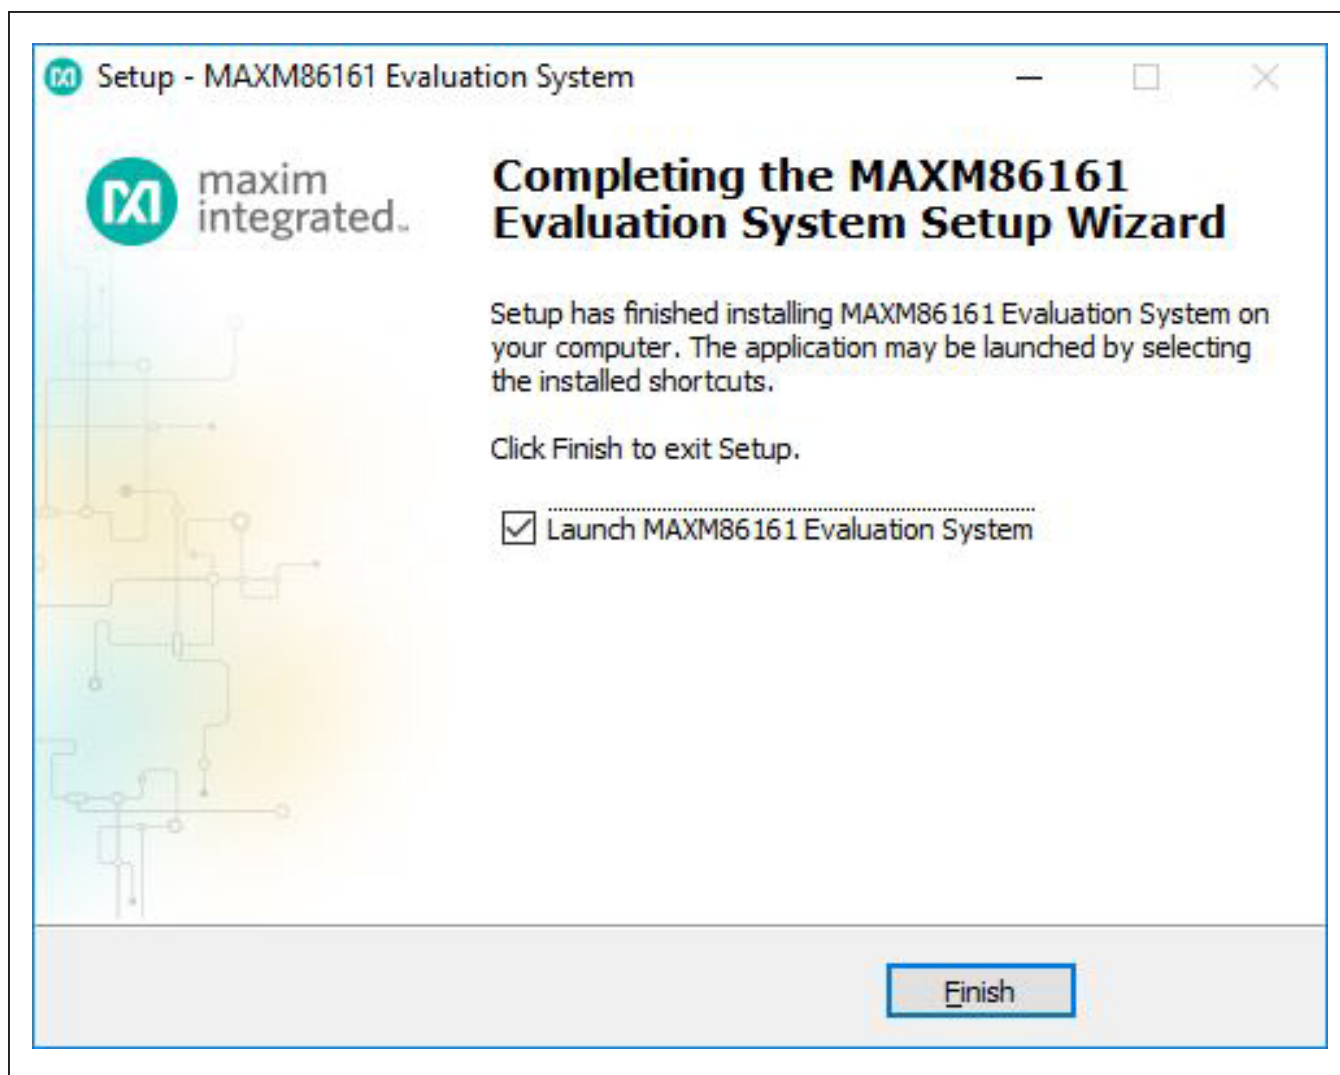 Setup - MAXM86161 Evaluation System
maxim
integrated™
Completing the MAXM86161
Evaluation System Setup Wizard
Setup has finished installing MAXM86161 Evaluation System on
your computer. The application may be launched by selecting
the installed shortcuts.
Click Finish to exit Setup.
Launch MAXM86161 Evaluation System
Finish